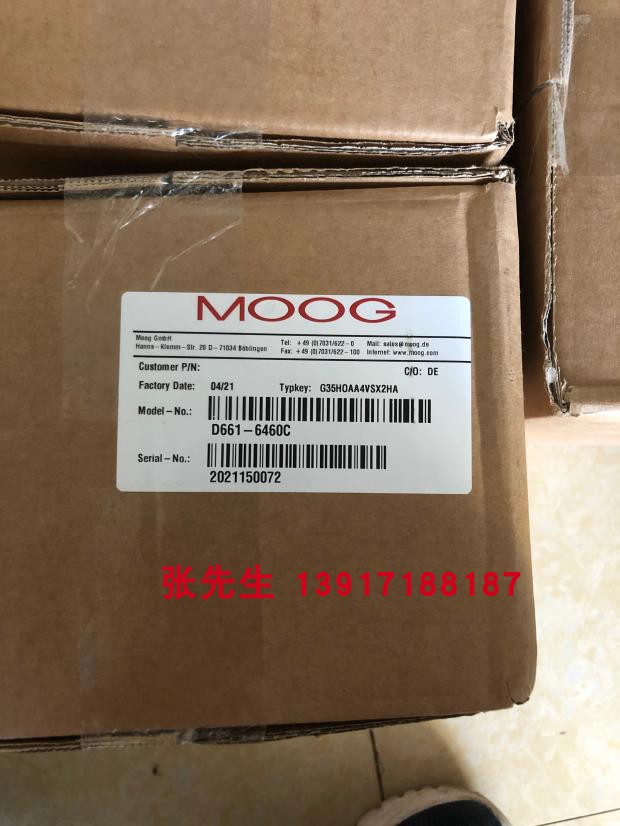 MOOG
Moog GmbH
Hanns-Klemm-Str. 28 D-71034 Böblingen
Tel: +49 (0)7031/622-0 Mail: sales@moog.de
Fax: +49 (0)7031/622-100 Internet: www.moog.com
Customer P/N: C/O: DE
Factory Date: 04/21 Typkey: G35HOAA4VSX2HA
Model-No.:
D661-6460C
Serial-No.:
2021150072
张先生 13917188187